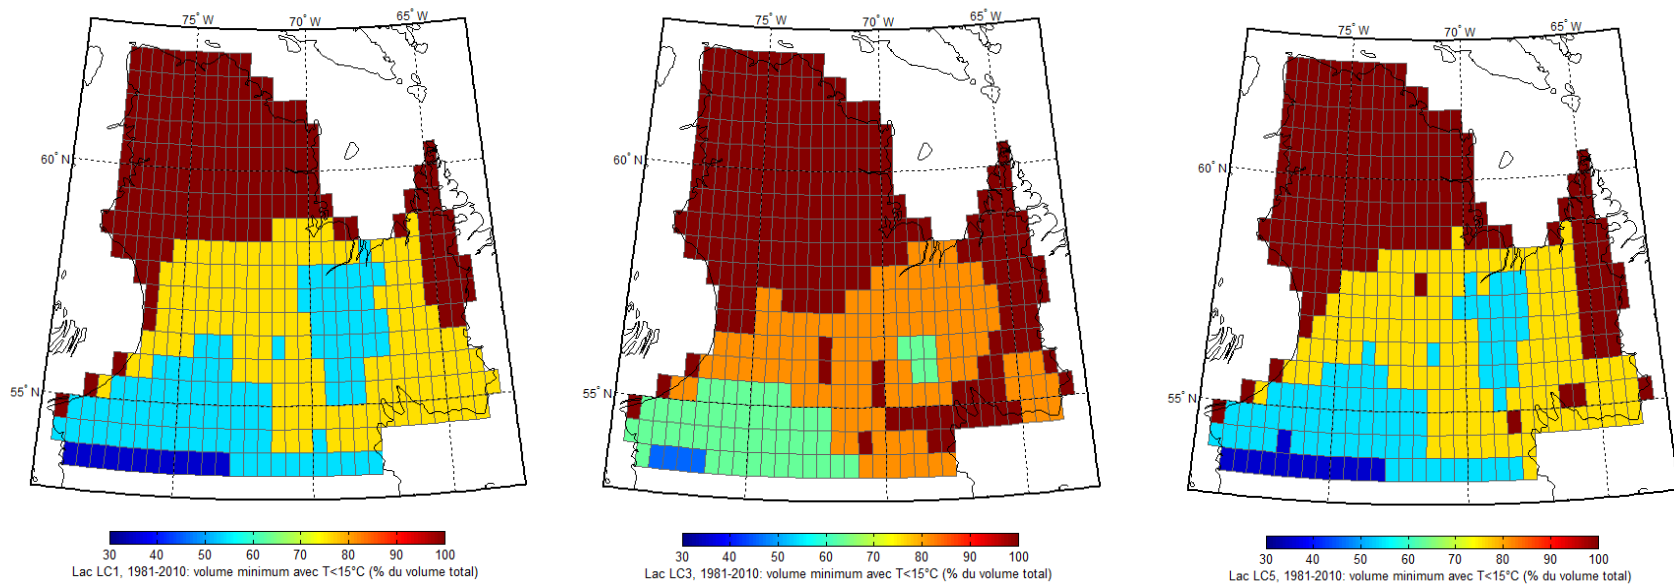 75° W 70° W 65° W
60° N
55° N
30 40 50 60 70 80 90 100
Lac LC1, 1981-2010: volume minimum avec T<15°C (% du volume total)
75° W 70° W 65° W
60° N
55° N
30 40 50 60 70 80 90 100
Lac LC3, 1981-2010: volume minimum avec T<15°C (% du volume total)
75° W 70° W 65° W
60° N
55° N
30 40 50 60 70 80 90 100
Lac LC5, 1981-2010: volume minimum avec T<15°C (% du volume total)